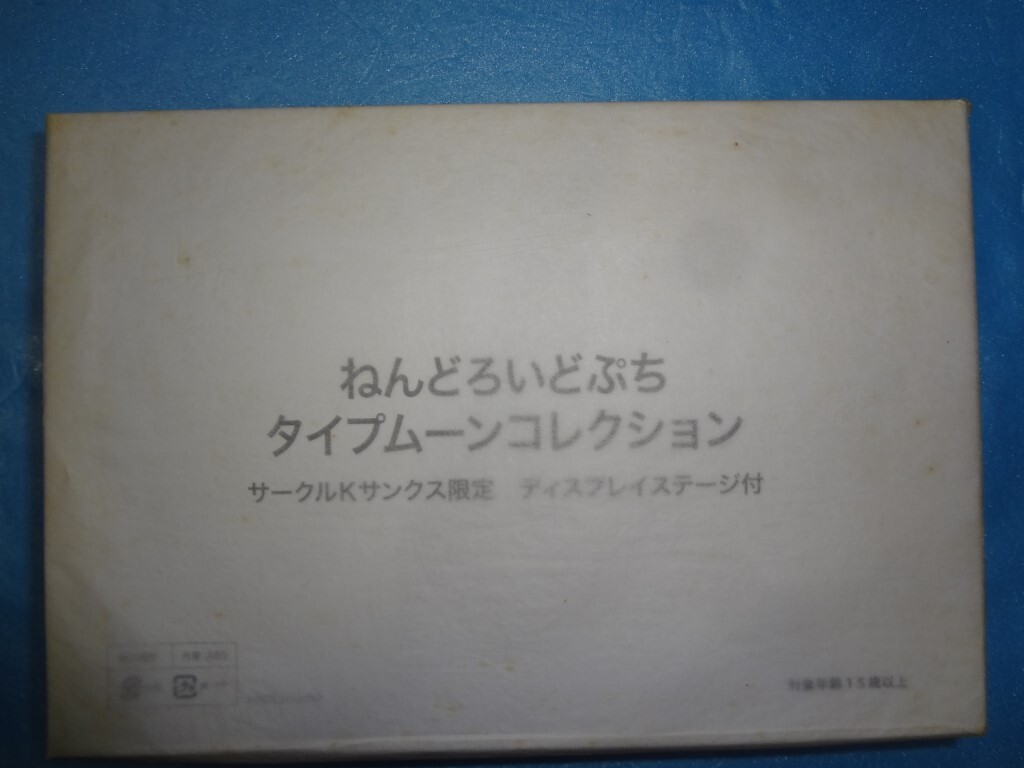 ねんどろいどぷち
タイプムーンコレクション
サークルKサンクス限定 ディスプレイステージ付
対象年齢15歳以上